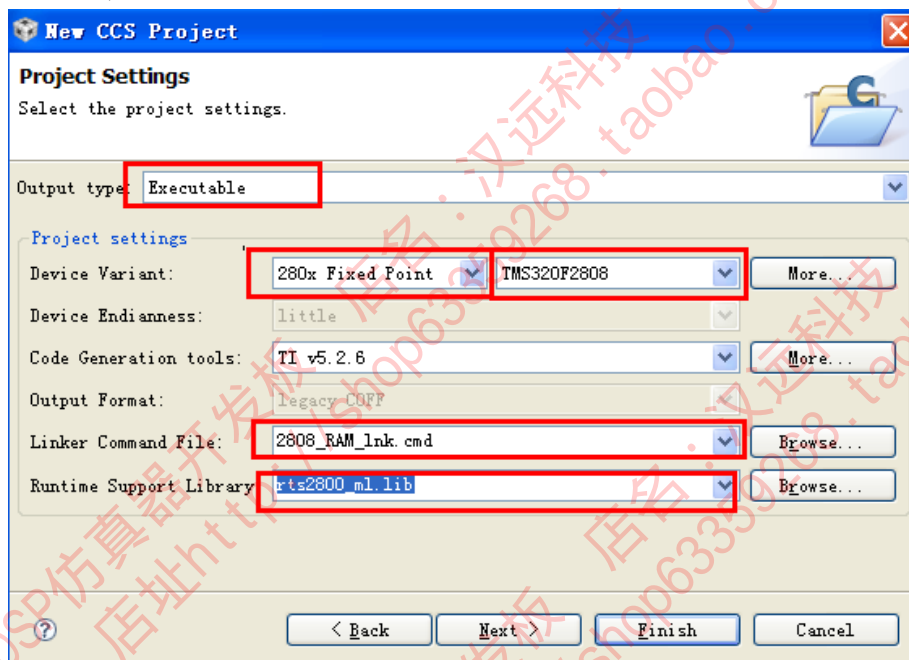 New CCS Project
Project Settings
Select the project settings.
Output type: Executable
Project settings
Device Variant: 280x Fixed Point TMS320F2808 More...
Device Endianness: little
Code Generation tools: TI v5.2.6 More...
Output Format: legacy COFF
Linker Command File: 2808_RAM_lnk.cmd Browse...
Runtime Support Library rts2800_ml.lib Browse...
< Back Next > Finish Cancel
DSP仿真器开发板 店名:汉远科技
店址http://shop63359268.taobao.